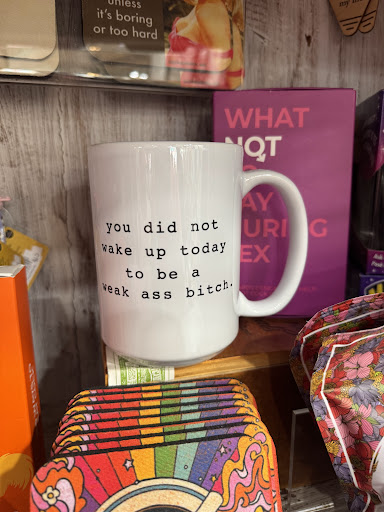 unless
it's boring
or too hard
WHAT
NOT
you did not
wake up today
to be a
weak ass bitch.